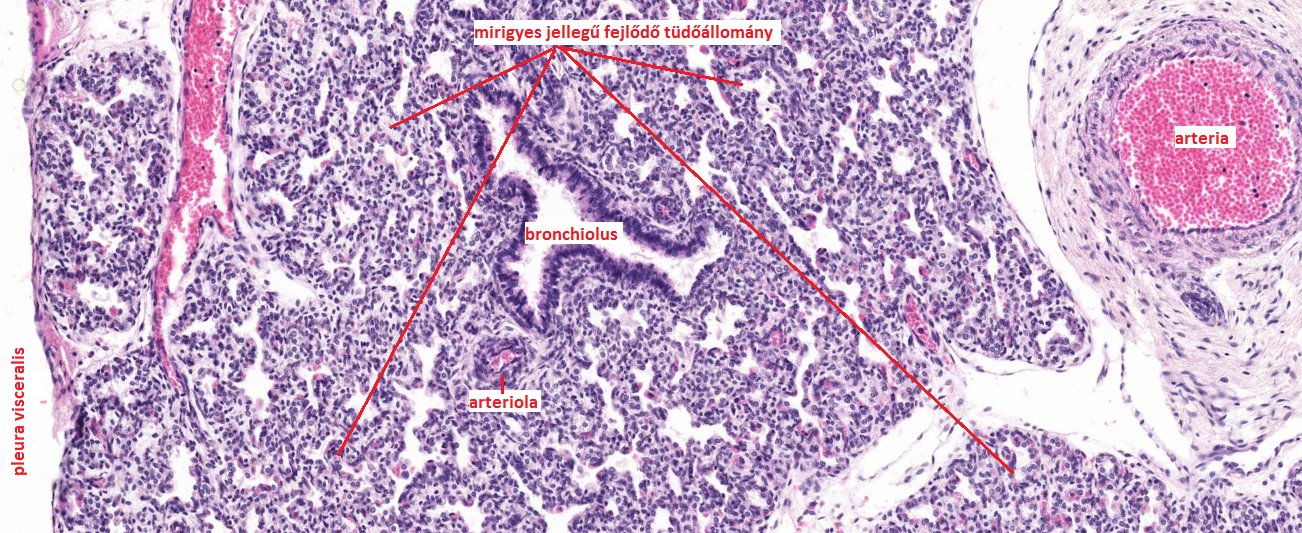 mirigyes jellegű fejlődő tüdőállomány
arteria
bronchiolus
arteriola
pleura visceralis